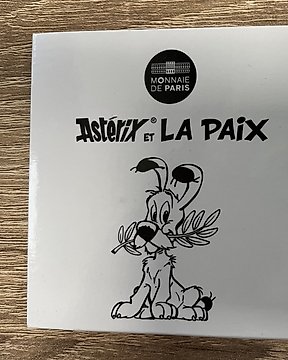 MONNAIE
DE PARIS
Astérix® ET LA PAiX